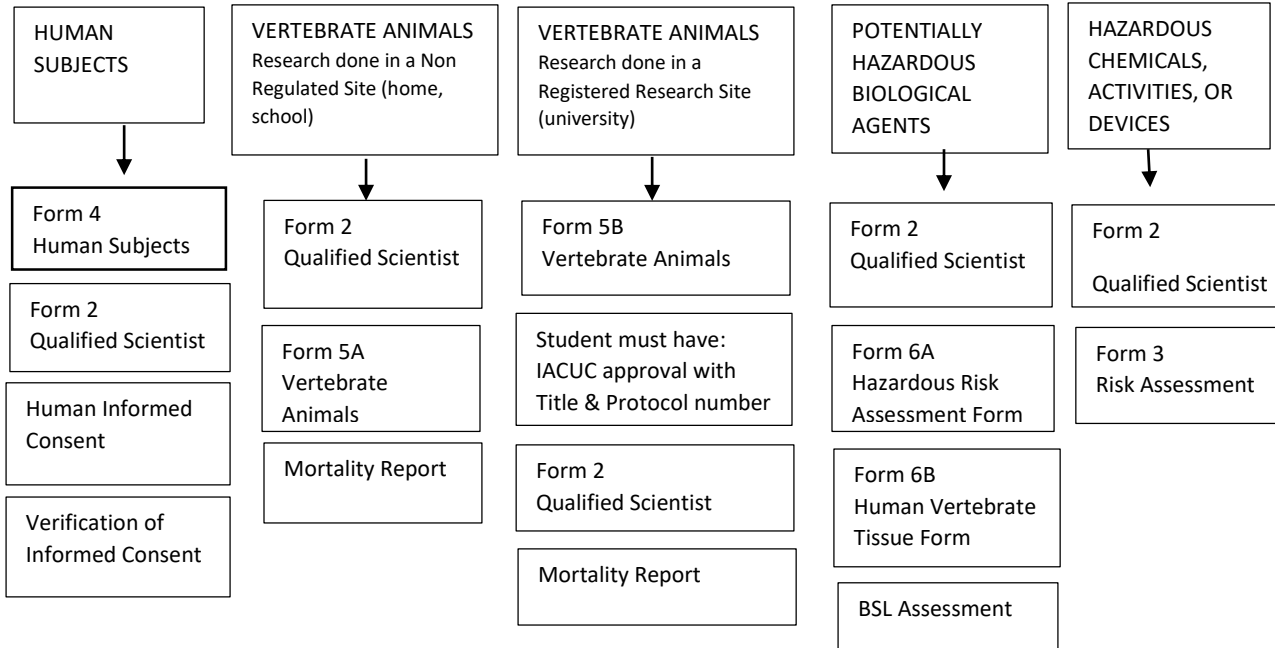 HUMAN
SUBJECTS
Form 4
Human Subjects
Form 2
Qualified Scientist
Human Informed
Consent
Verification of
Informed Consent
VERTEBRATE ANIMALS
Research done in a Non
Regulated Site (home,
school)
Form 2
Qualified Scientist
Form 5A
Vertebrate
Animals
Mortality Report
VERTEBRATE ANIMALS
Research done in a
Registered Research Site
(university)
Form 5B
Vertebrate Animals
Student must have:
IACUC approval with
Title & Protocol number
Form 2
Qualified Scientist
Mortality Report
POTENTIALLY
HAZARDOUS
BIOLOGICAL
AGENTS
Form 2
Qualified Scientist
Form 6A
Hazardous Risk
Assessment Form
Form 6B
Human Vertebrate
Tissue Form
BSL Assessment
HAZARDOUS
CHEMICALS,
ACTIVITIES, OR
DEVICES
Form 2
Qualified Scientist
Form 3
Risk Assessment